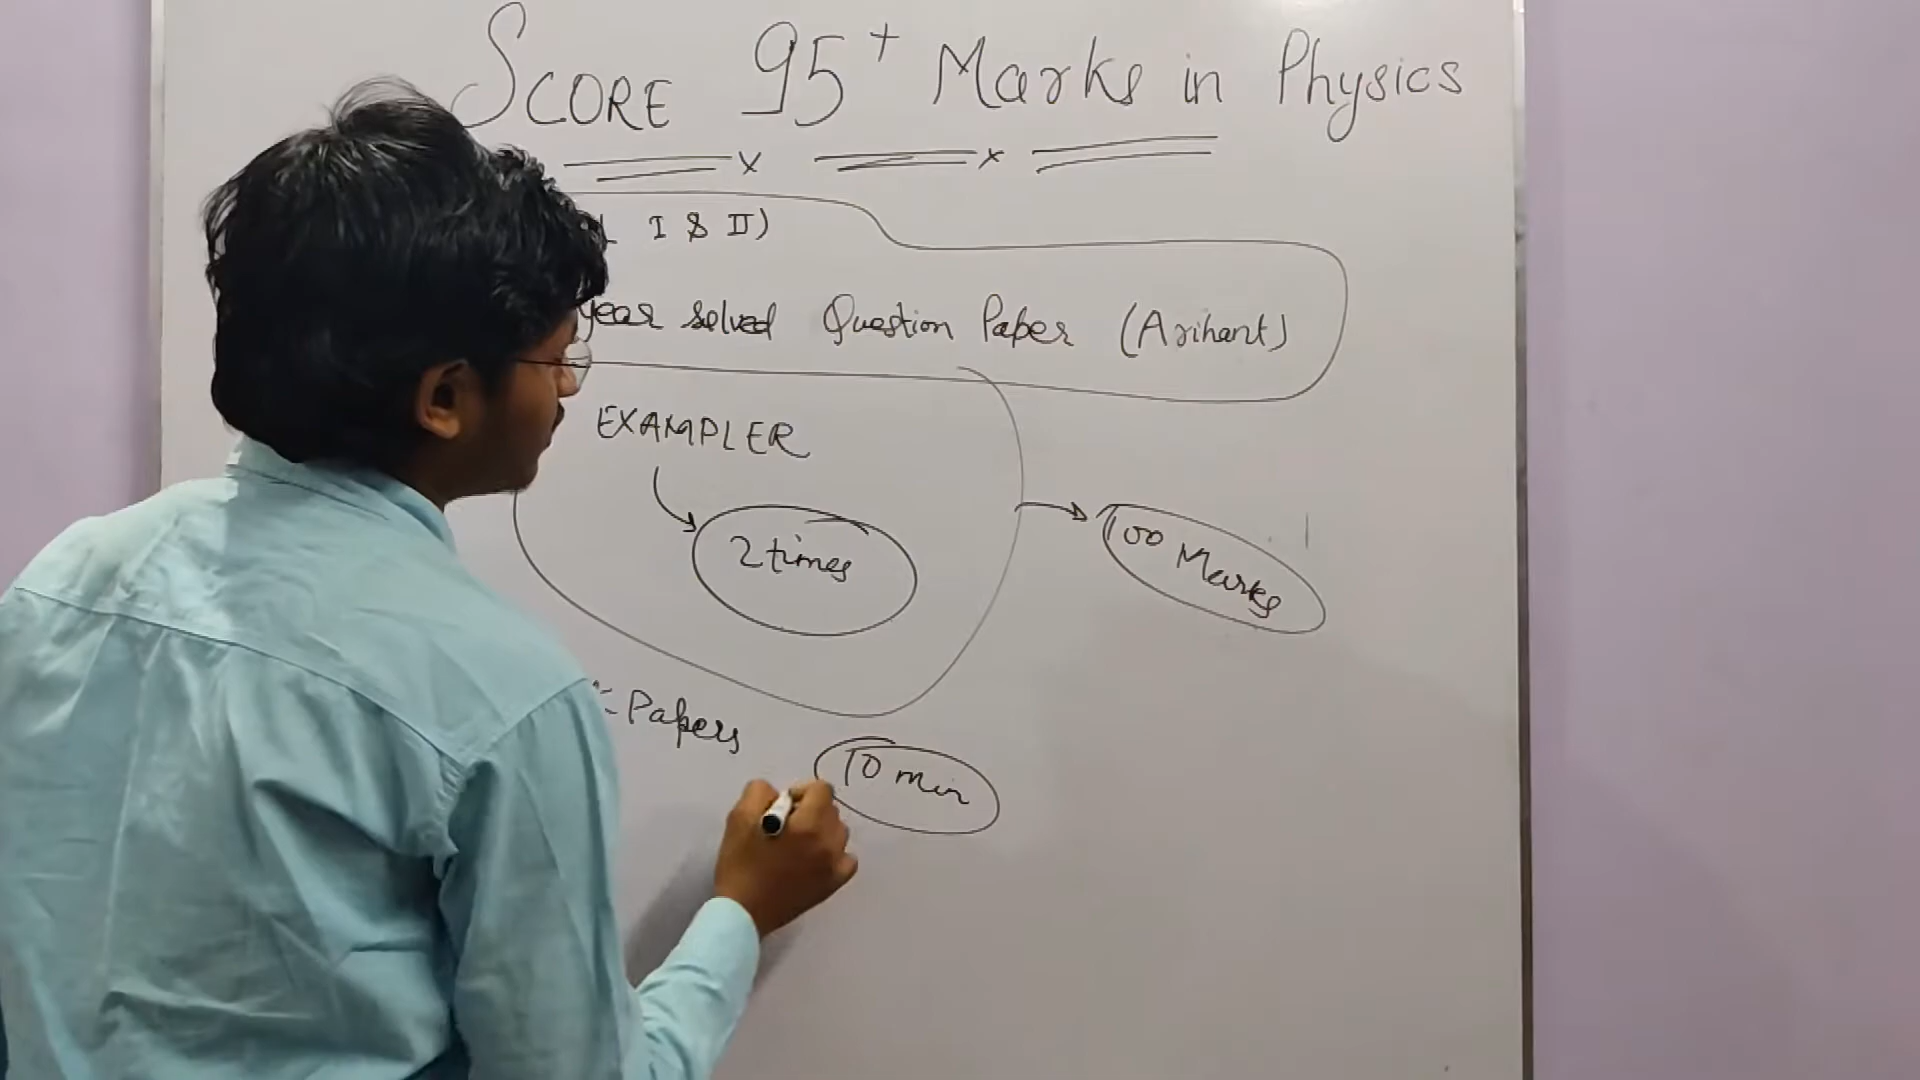 SCORE 95+ Marks in Physics
I & II)
year solved Question Paper (Arihant)
EXAMPLER
2 times
100 Marks
Papers
10 min